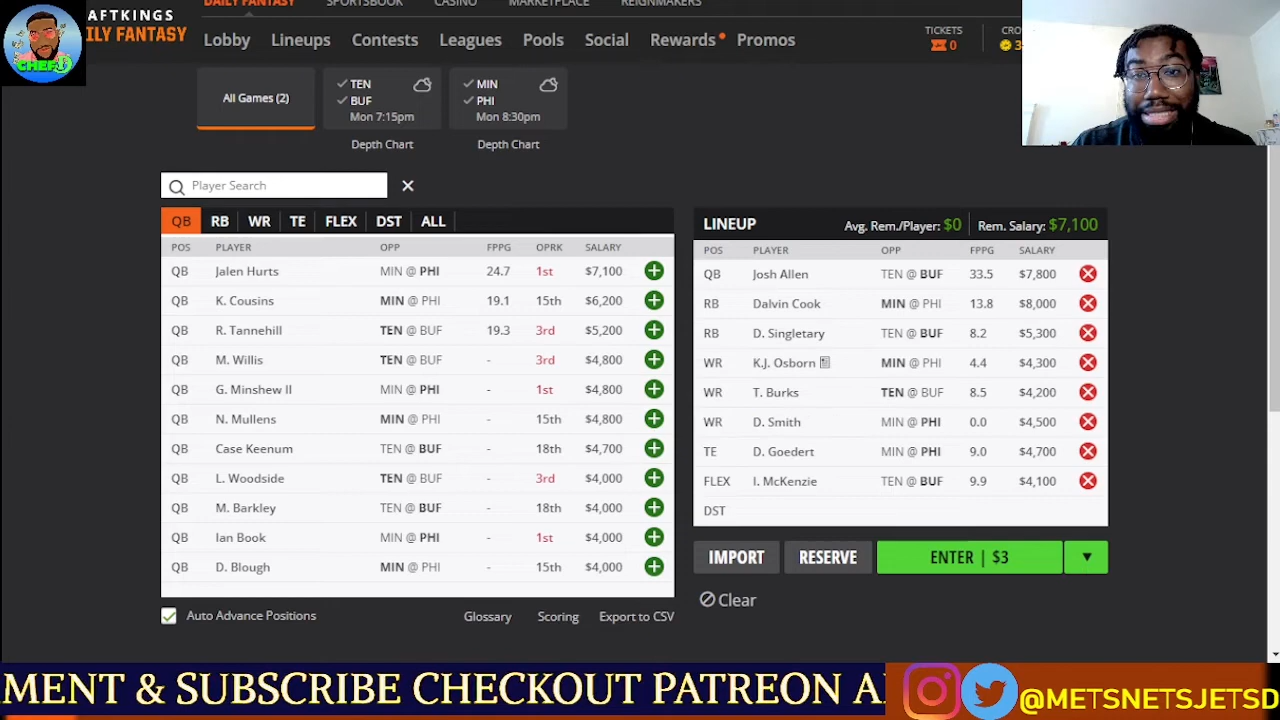 DAILY FANTASY SPORTSBOOK CASINO MARKETPLACE REIGNMAKERS
AFTKINGS
ILY FANTASY
CHEF
Lobby Lineups Contests Leagues Pools Social Rewards Promos
TICKETS
0
CRO
3
All Games (2)
TEN
BUF
Mon 7:15pm
MIN
PHI
Mon 8:30pm
Depth Chart Depth Chart
Player Search
QB RB WR TE FLEX DST ALL
POS PLAYER OPP FPPG OPRK SALARY
QB Jalen Hurts MIN @ PHI 24.7 1st $7,100
QB K. Cousins MIN @ PHI 19.1 15th $6,200
QB R. Tannehill TEN @ BUF 19.3 3rd $5,200
QB M. Willis TEN @ BUF - 3rd $4,800
QB G. Minshew II MIN @ PHI - 1st $4,800
QB N. Mullens MIN @ PHI - 15th $4,800
QB Case Keenum TEN @ BUF - 18th $4,700
QB L. Woodside TEN @ BUF - 3rd $4,000
QB M. Barkley TEN @ BUF - 18th $4,000
QB Ian Book MIN @ PHI - 1st $4,000
QB D. Blough MIN @ PHI - 15th $4,000
Auto Advance Positions Glossary Scoring Export to CSV
LINEUP Avg. Rem./Player: $0 Rem. Salary: $7,100
POS PLAYER OPP FPPG SALARY
QB Josh Allen TEN @ BUF 33.5 $7,800
RB Dalvin Cook MIN @ PHI 13.8 $8,000
RB D. Singletary TEN @ BUF 8.2 $5,300
WR K.J. Osborn MIN @ PHI 4.4 $4,300
WR T. Burks TEN @ BUF 8.5 $4,200
WR D. Smith MIN @ PHI 0.0 $4,500
TE D. Goedert MIN @ PHI 9.0 $4,700
FLEX I. McKenzie TEN @ BUF 9.9 $4,100
DST
IMPORT RESERVE ENTER | $3
Clear
MENT & SUBSCRIBE CHECKOUT PATREON A
@METSNETSJETSD